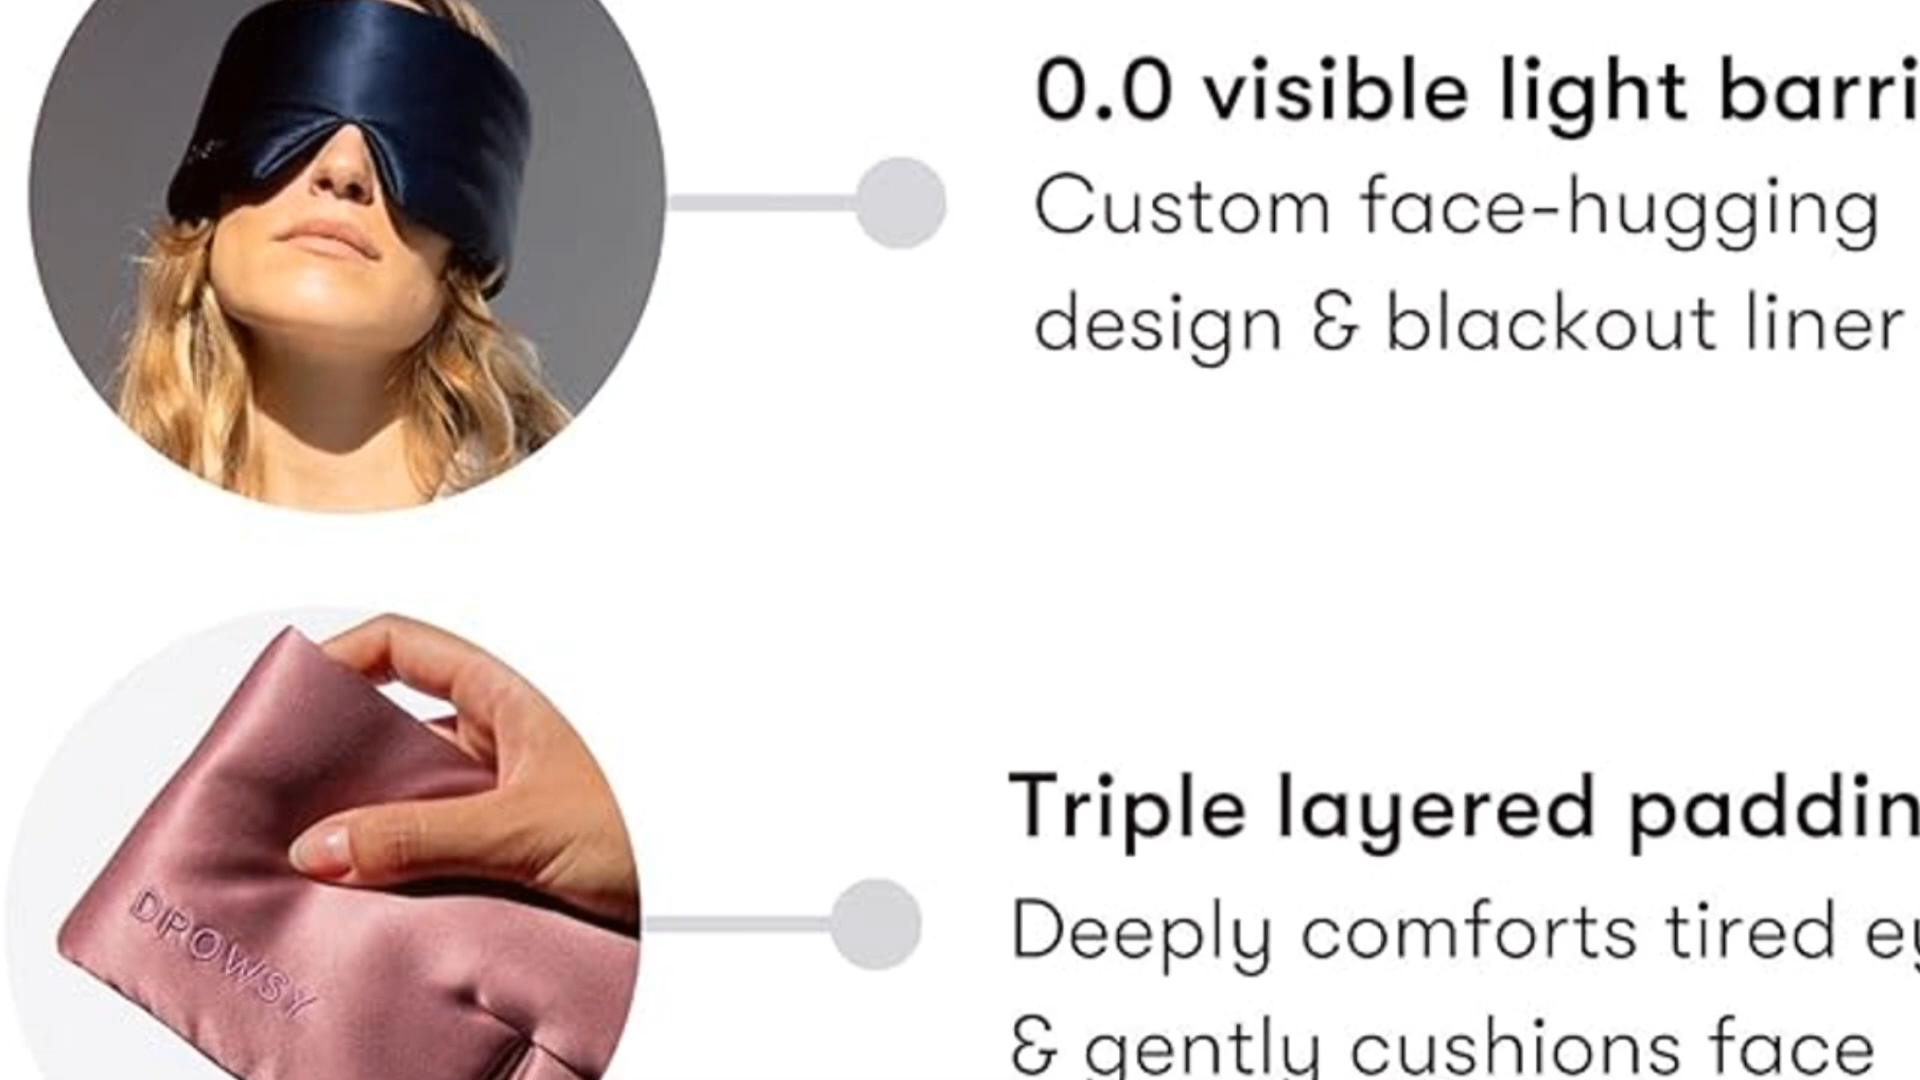 0.0 visible light barri
Custom face-hugging
design & blackout liner
DROWSY
Triple layered paddin
Deeply comforts tired ey
& gently cushions face